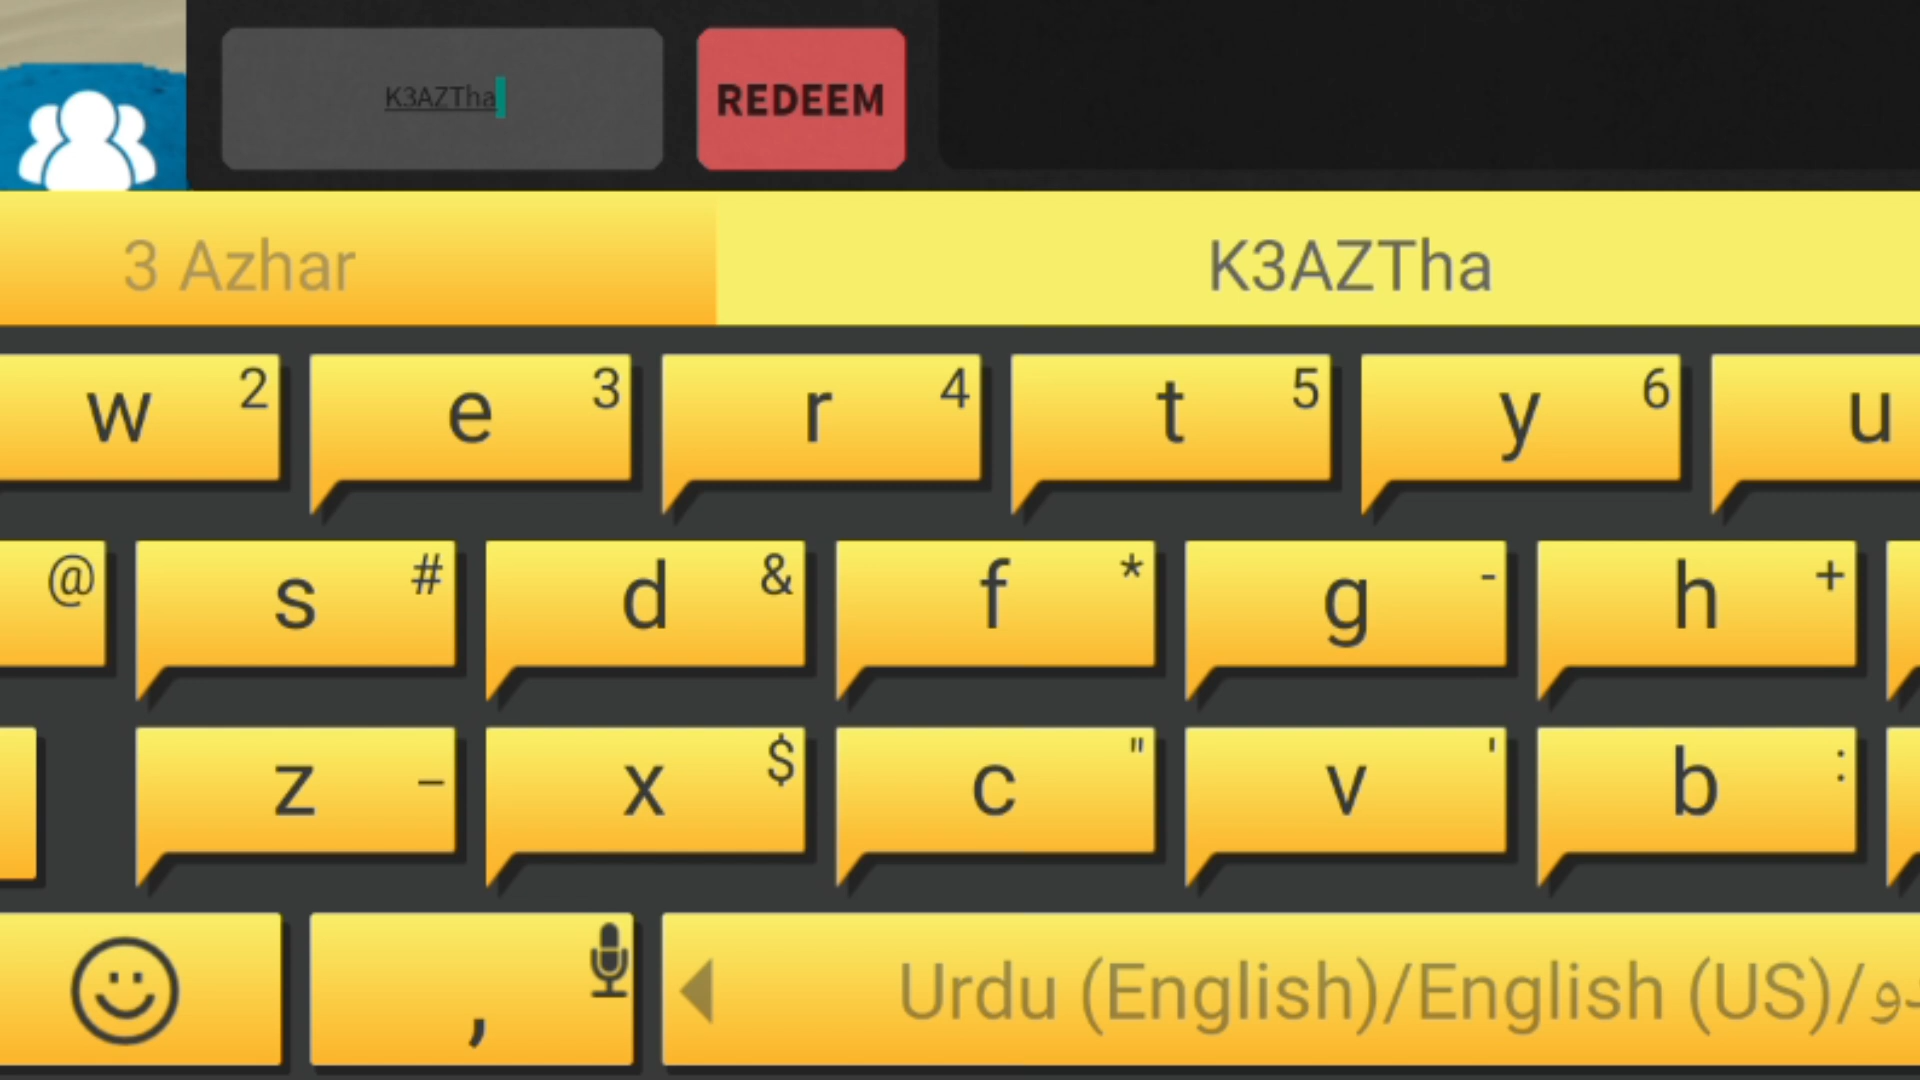 K3AZTha
REDEEM
3 Azhar K3AZTha
w 2 e 3 r 4 t 5 y 6 u
@ s # d & f * g - h +
z _ x $ c " v ' b :
, Urdu (English)/English (US)/